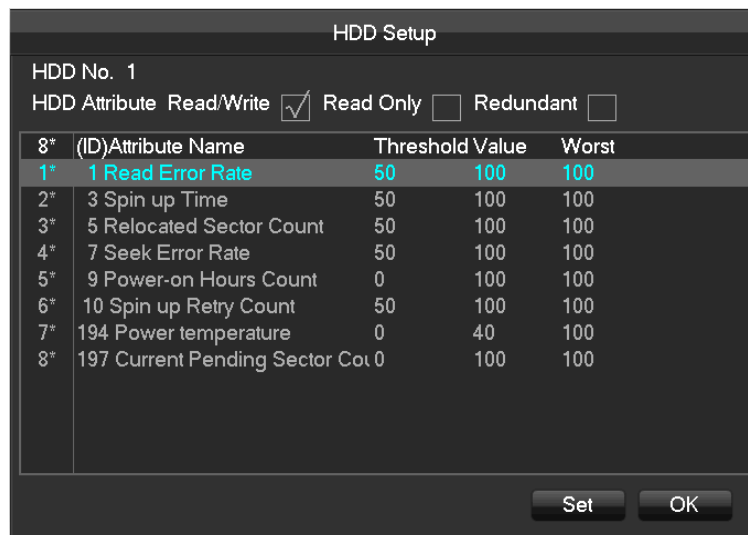 HDD Setup
HDD No. 1
HDD Attribute Read/Write Read Only Redundant
8* (ID)Attribute Name Threshold Value Worst
1* 1 Read Error Rate 50 100 100
2* 3 Spin up Time 50 100 100
3* 5 Relocated Sector Count 50 100 100
4* 7 Seek Error Rate 50 100 100
5* 9 Power-on Hours Count 0 100 100
6* 10 Spin up Retry Count 50 100 100
7* 194 Power temperature 0 40 100
8* 197 Current Pending Sector Cou 0 100 100
Set OK